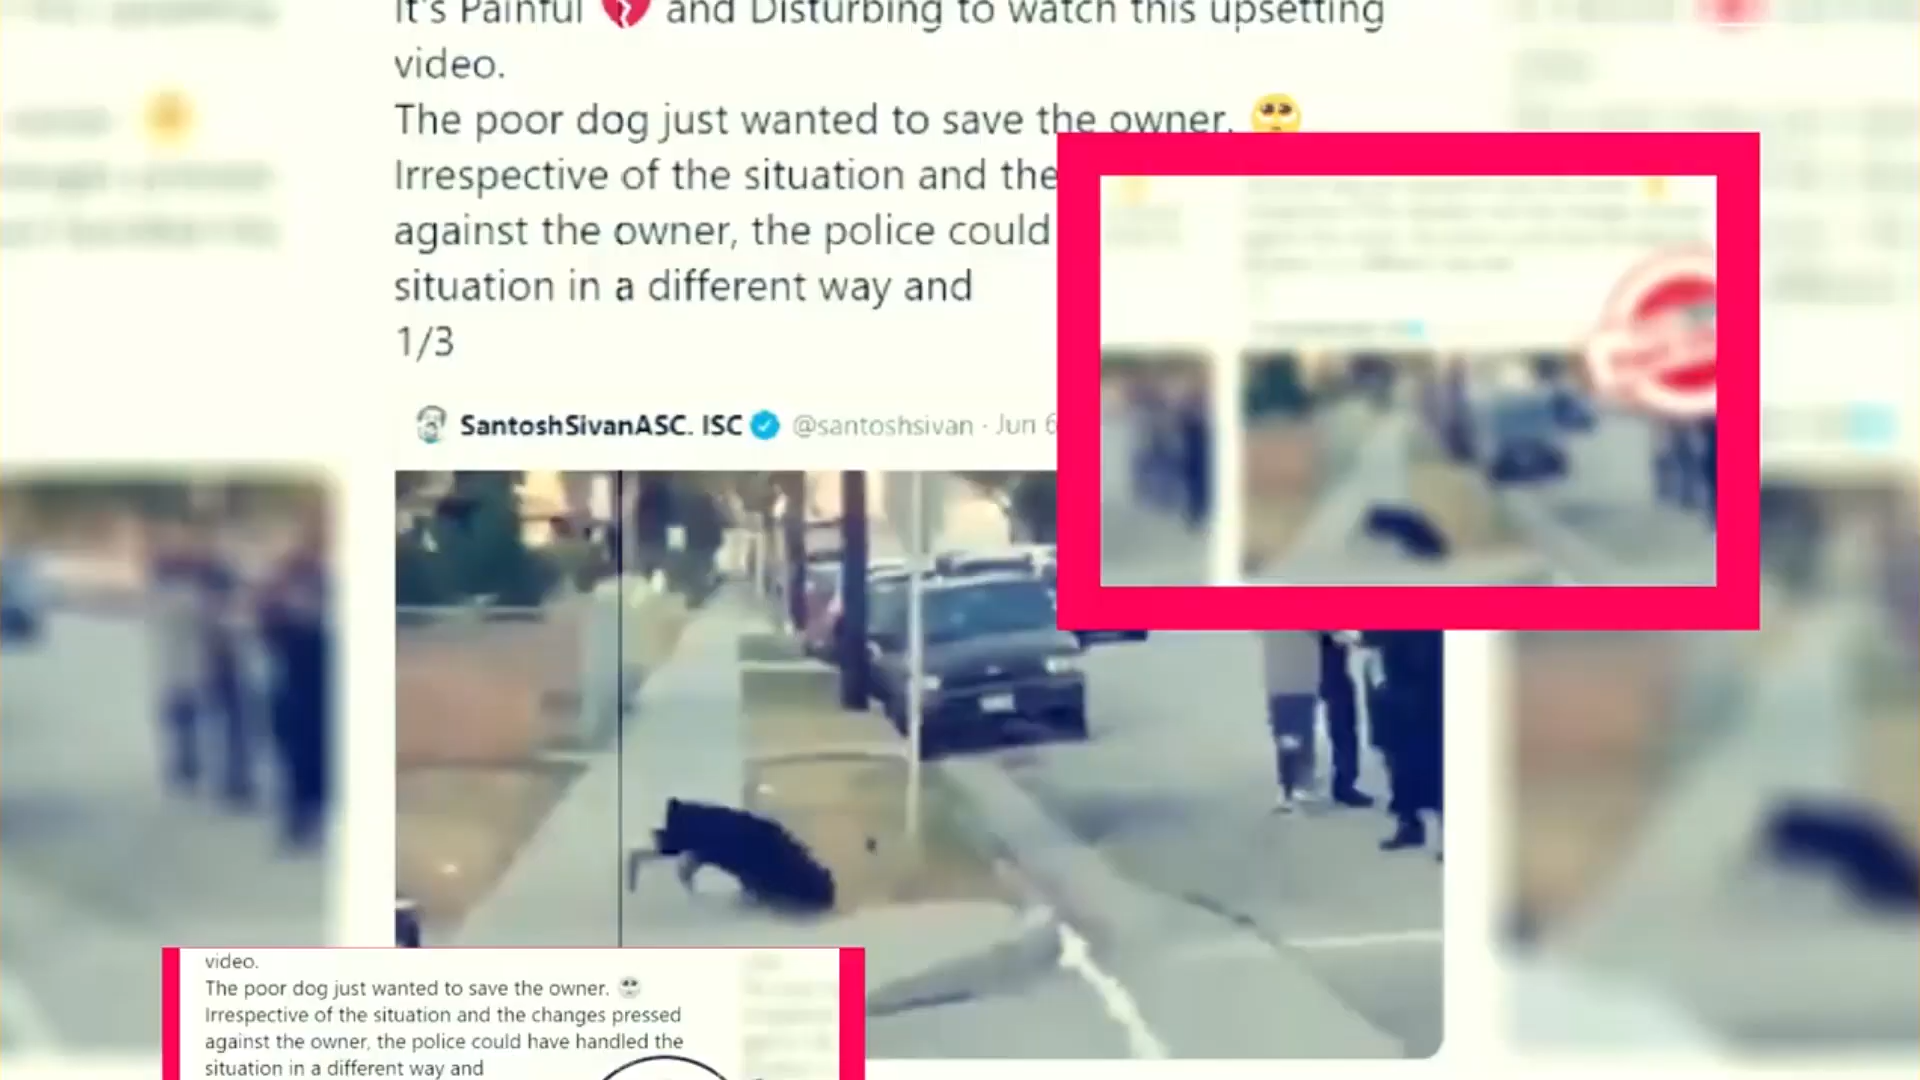 It's Painful 💔 and Disturbing to watch this upsetting
video.
The poor dog just wanted to save the owner. 🥺
Irrespective of the situation and the
against the owner, the police could
situation in a different way and
1/3
SantoshSivanASC. ISC @santoshsivan · Jun 6
video.
The poor dog just wanted to save the owner. 🥺
Irrespective of the situation and the changes pressed
against the owner, the police could have handled the
situation in a different way and